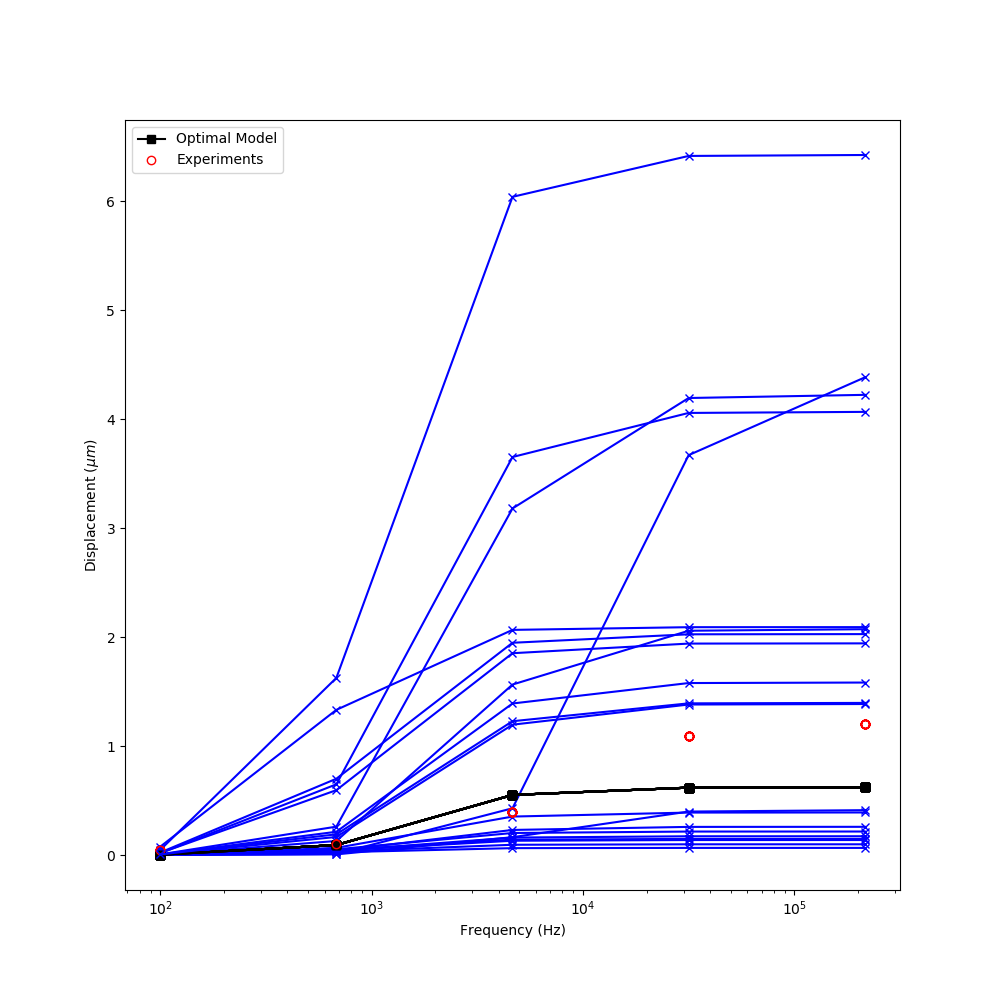 Optimal Model
Experiments
6
5
4
3
2
1
0
Displacement (μm)
10²
10³
10⁴
10⁵
Frequency (Hz)